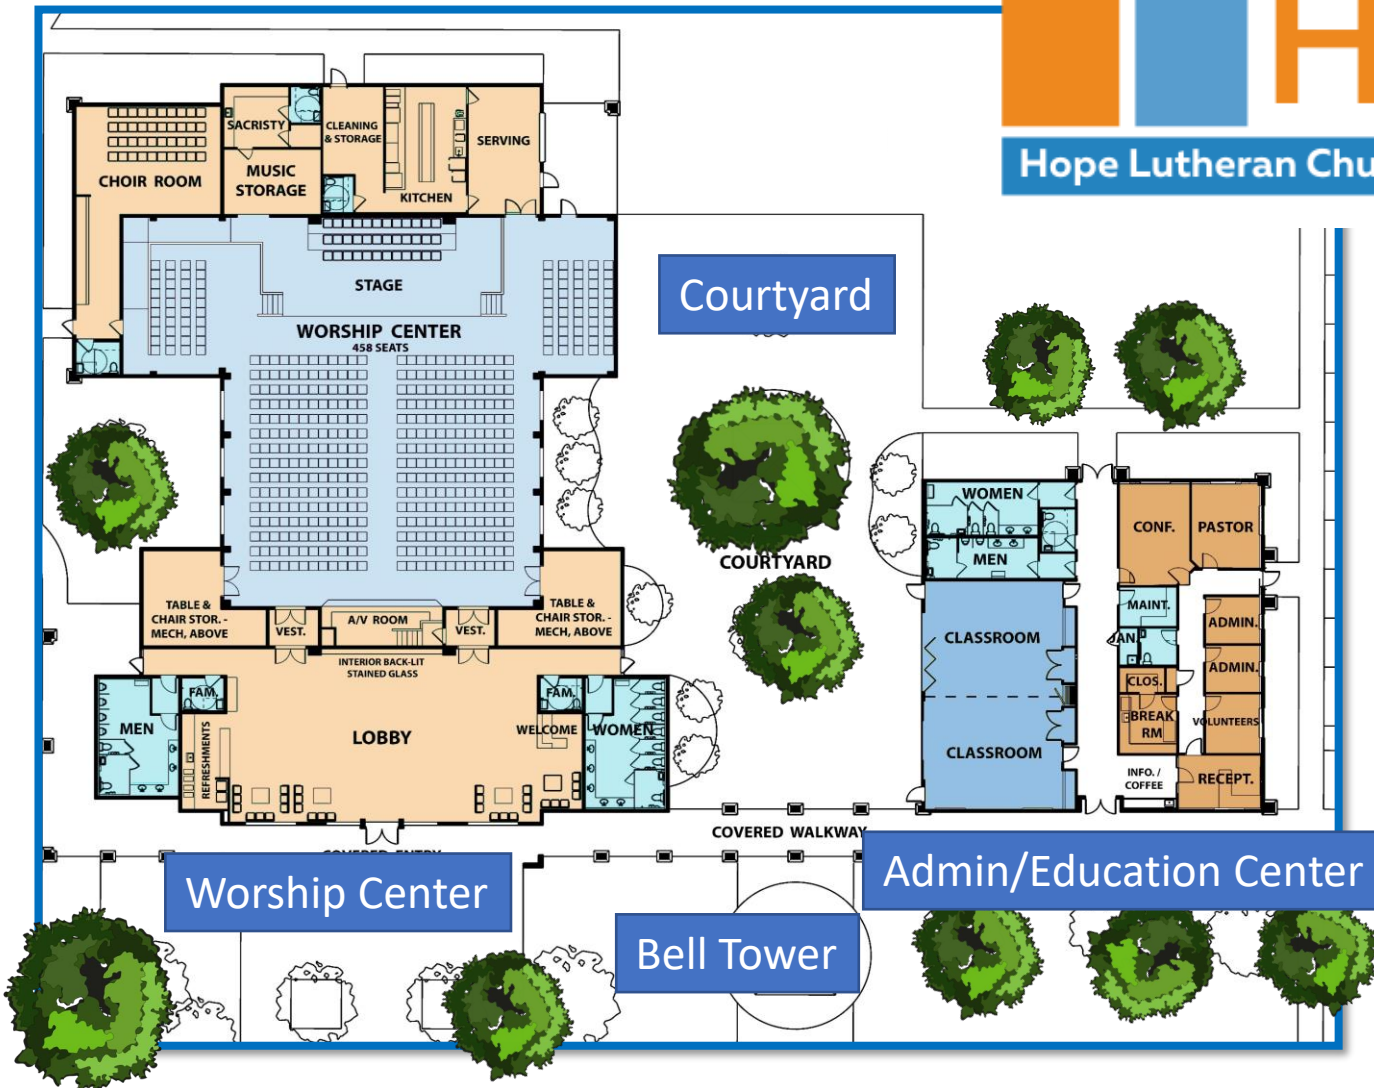 H
Hope Lutheran Chu
SACRISTY
CLEANING
& STORAGE
SERVING
MUSIC
STORAGE
CHOIR ROOM
KITCHEN
STAGE
WORSHIP CENTER
458 SEATS
Courtyard
COURTYARD
WOMEN
MEN
CONF.
PASTOR
TABLE &
CHAIR STOR. -
MECH, ABOVE
VEST.
A/V ROOM
VEST.
TABLE &
CHAIR STOR. -
MECH, ABOVE
CLASSROOM
MAINT.
JAN.
ADMIN.
ADMIN.
CLOS.
INTERIOR BACK-LIT
STAINED GLASS
FAM.
FAM.
MEN
REFRESHMENTS
LOBBY
WELCOME
WOMEN
BREAK
RM
VOLUNTEERS
CLASSROOM
INFO. /
COFFEE
RECEPT.
COVERED WALKWAY
COVERED ENTRY
Worship Center
Admin/Education Center
Bell Tower